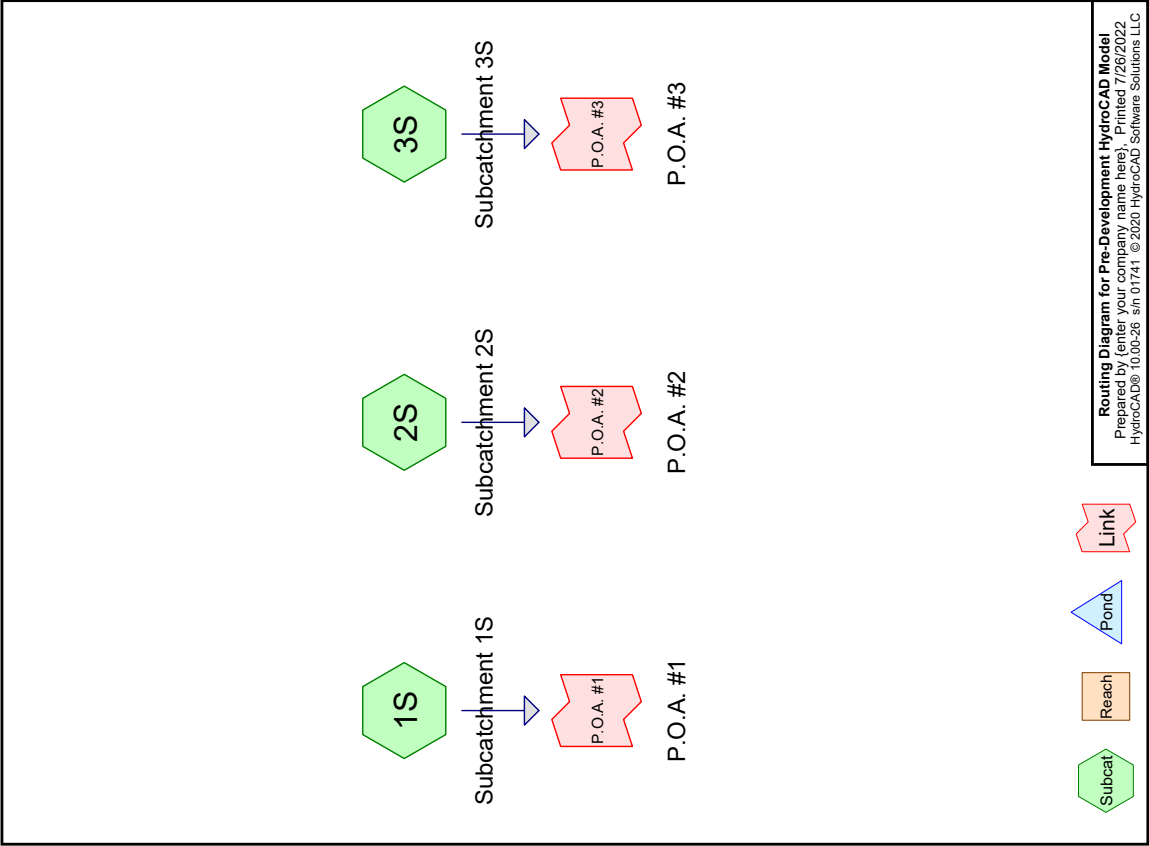 1S
Subcatchment 1S
P.O.A. #1
P.O.A. #1
2S
Subcatchment 2S
P.O.A. #2
P.O.A. #2
3S
Subcatchment 3S
P.O.A. #3
P.O.A. #3
Subcat
Reach
Pond
Link
Routing Diagram for Pre-Development HydroCAD Model
Prepared by {enter your company name here}, Printed 7/26/2022
HydroCAD® 10.00-26 s/n 01741 © 2020 HydroCAD Software Solutions LLC